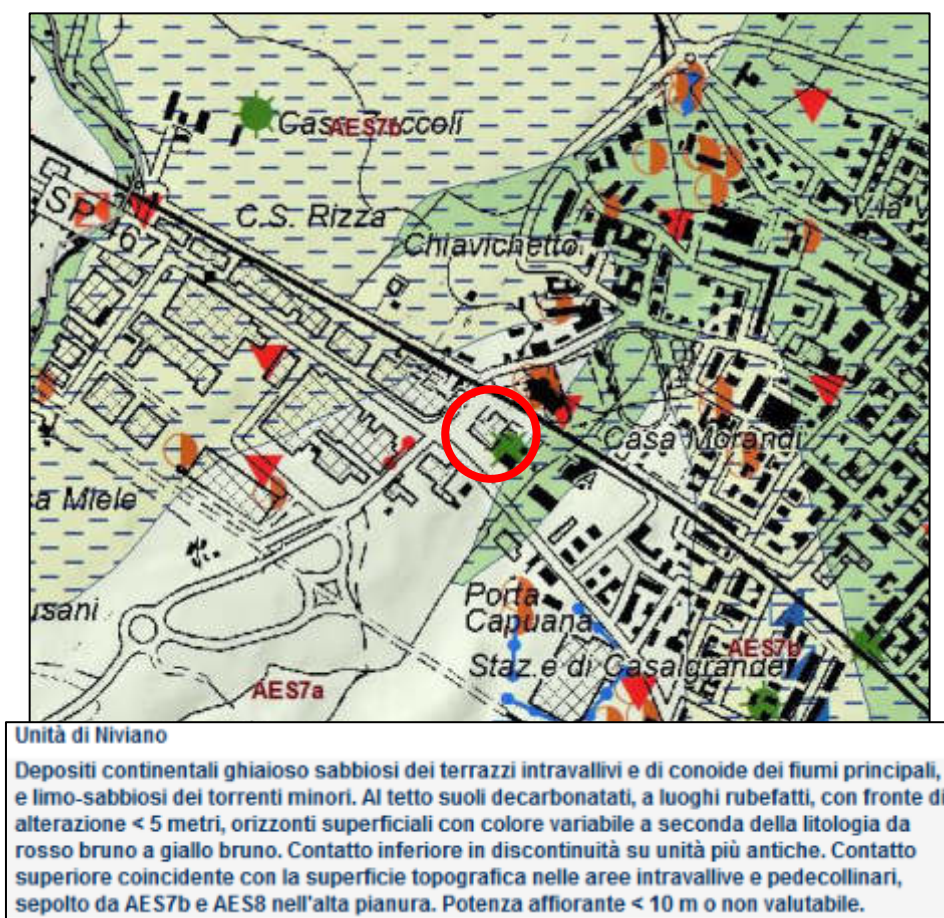 Casa Zoccoli
AES7b
SP 467
C.S. Rizza
Chiavichetto
Via V
Casa Morandi
sa Miele
usani
Porta
Capuana
AES7b
Staz.e di Casalgrande
AES7a
Unità di Niviano
Depositi continentali ghiaioso sabbiosi dei terrazzi intravallivi e di conoide dei fiumi principali,
e limo-sabbiosi dei torrenti minori. Al tetto suoli decarbonatati, a luoghi rubefatti, con fronte di
alterazione < 5 metri, orizzonti superficiali con colore variabile a seconda della litologia da
rosso bruno a giallo bruno. Contatto inferiore in discontinuità su unità più antiche. Contatto
superiore coincidente con la superficie topografica nelle aree intravallive e pedecollinari,
sepolto da AES7b e AES8 nell'alta pianura. Potenza affiorante < 10 m o non valutabile.